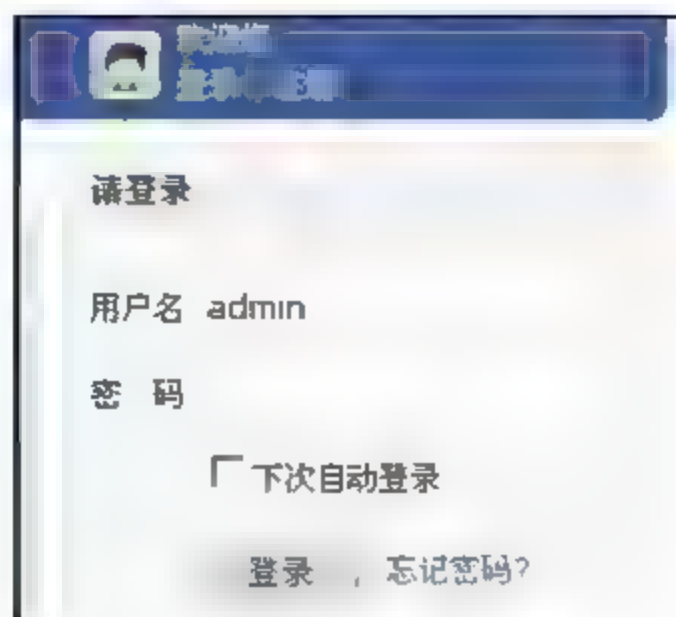 请登录
用户名 admin
密 码
下次自动登录
登录 , 忘记密码?